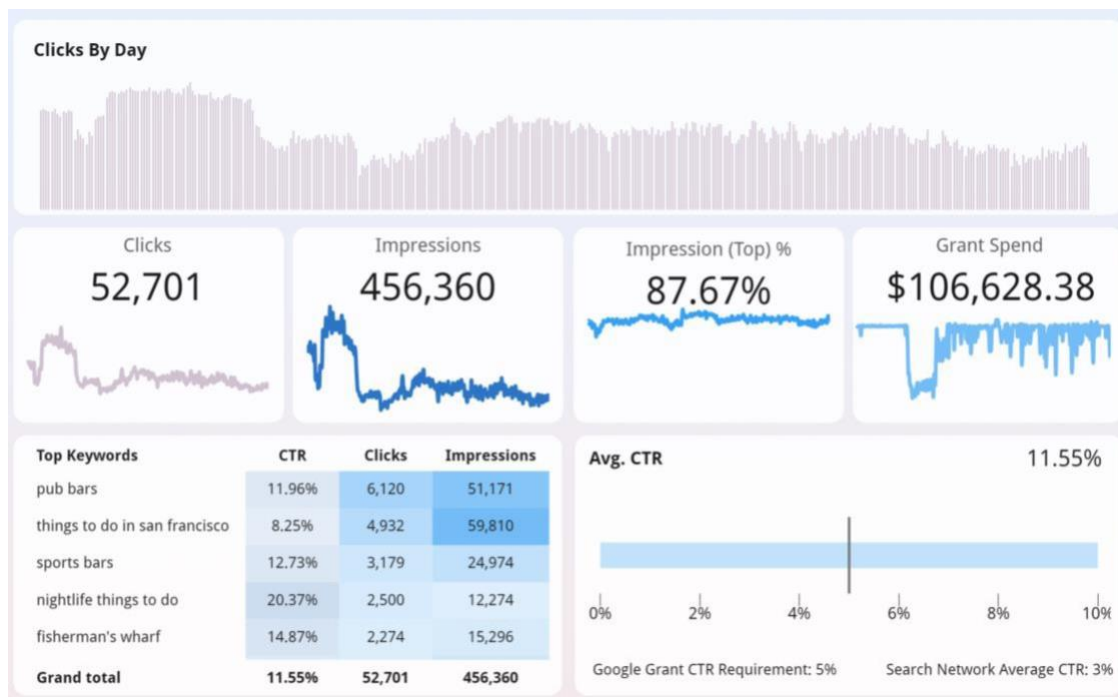 Clicks By Day
Clicks
52,701
Impressions
456,360
Impression (Top) %
87.67%
Grant Spend
$106,628.38
Top Keywords CTR Clicks Impressions
pub bars 11.96% 6,120 51,171
things to do in san francisco 8.25% 4,932 59,810
sports bars 12.73% 3,179 24,974
nightlife things to do 20.37% 2,500 12,274
fisherman's wharf 14.87% 2,274 15,296
Grand total 11.55% 52,701 456,360
Avg. CTR 11.55%
0% 2% 4% 6% 8% 10%
Google Grant CTR Requirement: 5% Search Network Average CTR: 3%